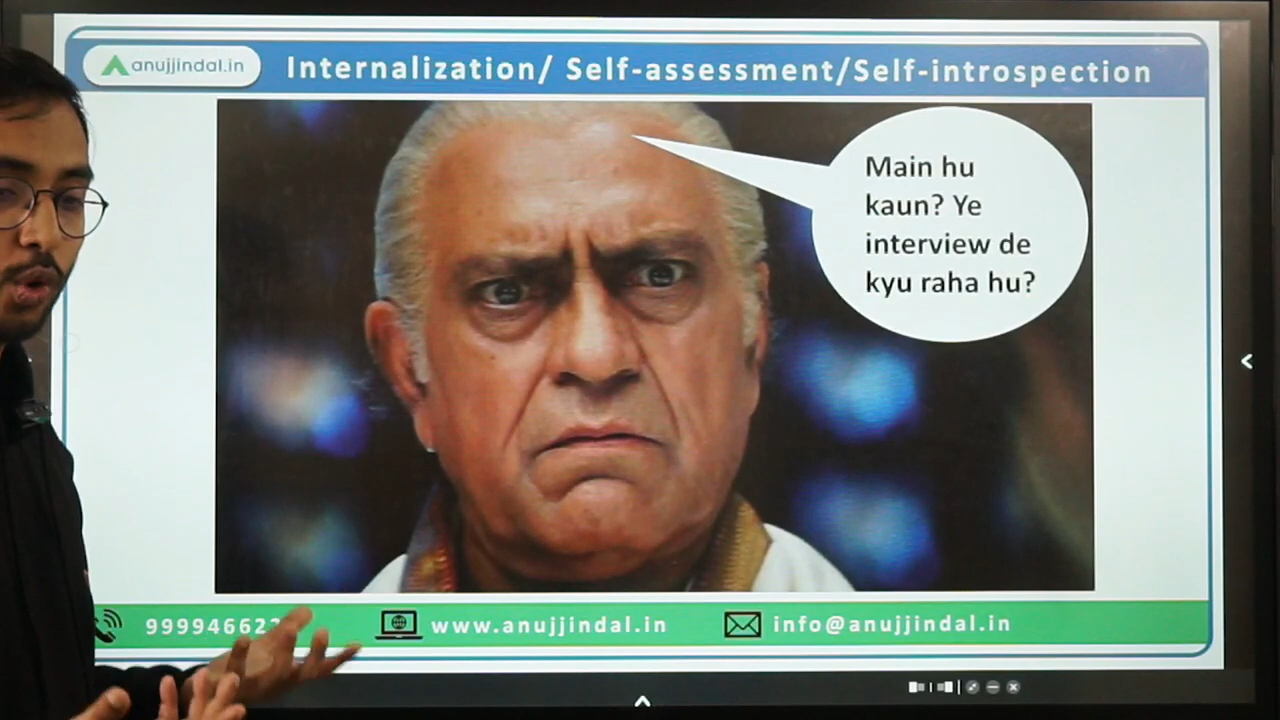 anujjindal.in
Internalization/ Self-assessment/Self-introspection
Main hu
kaun? Ye
interview de
kyu raha hu?
www.anujjindal.in
info@anujjindal.in